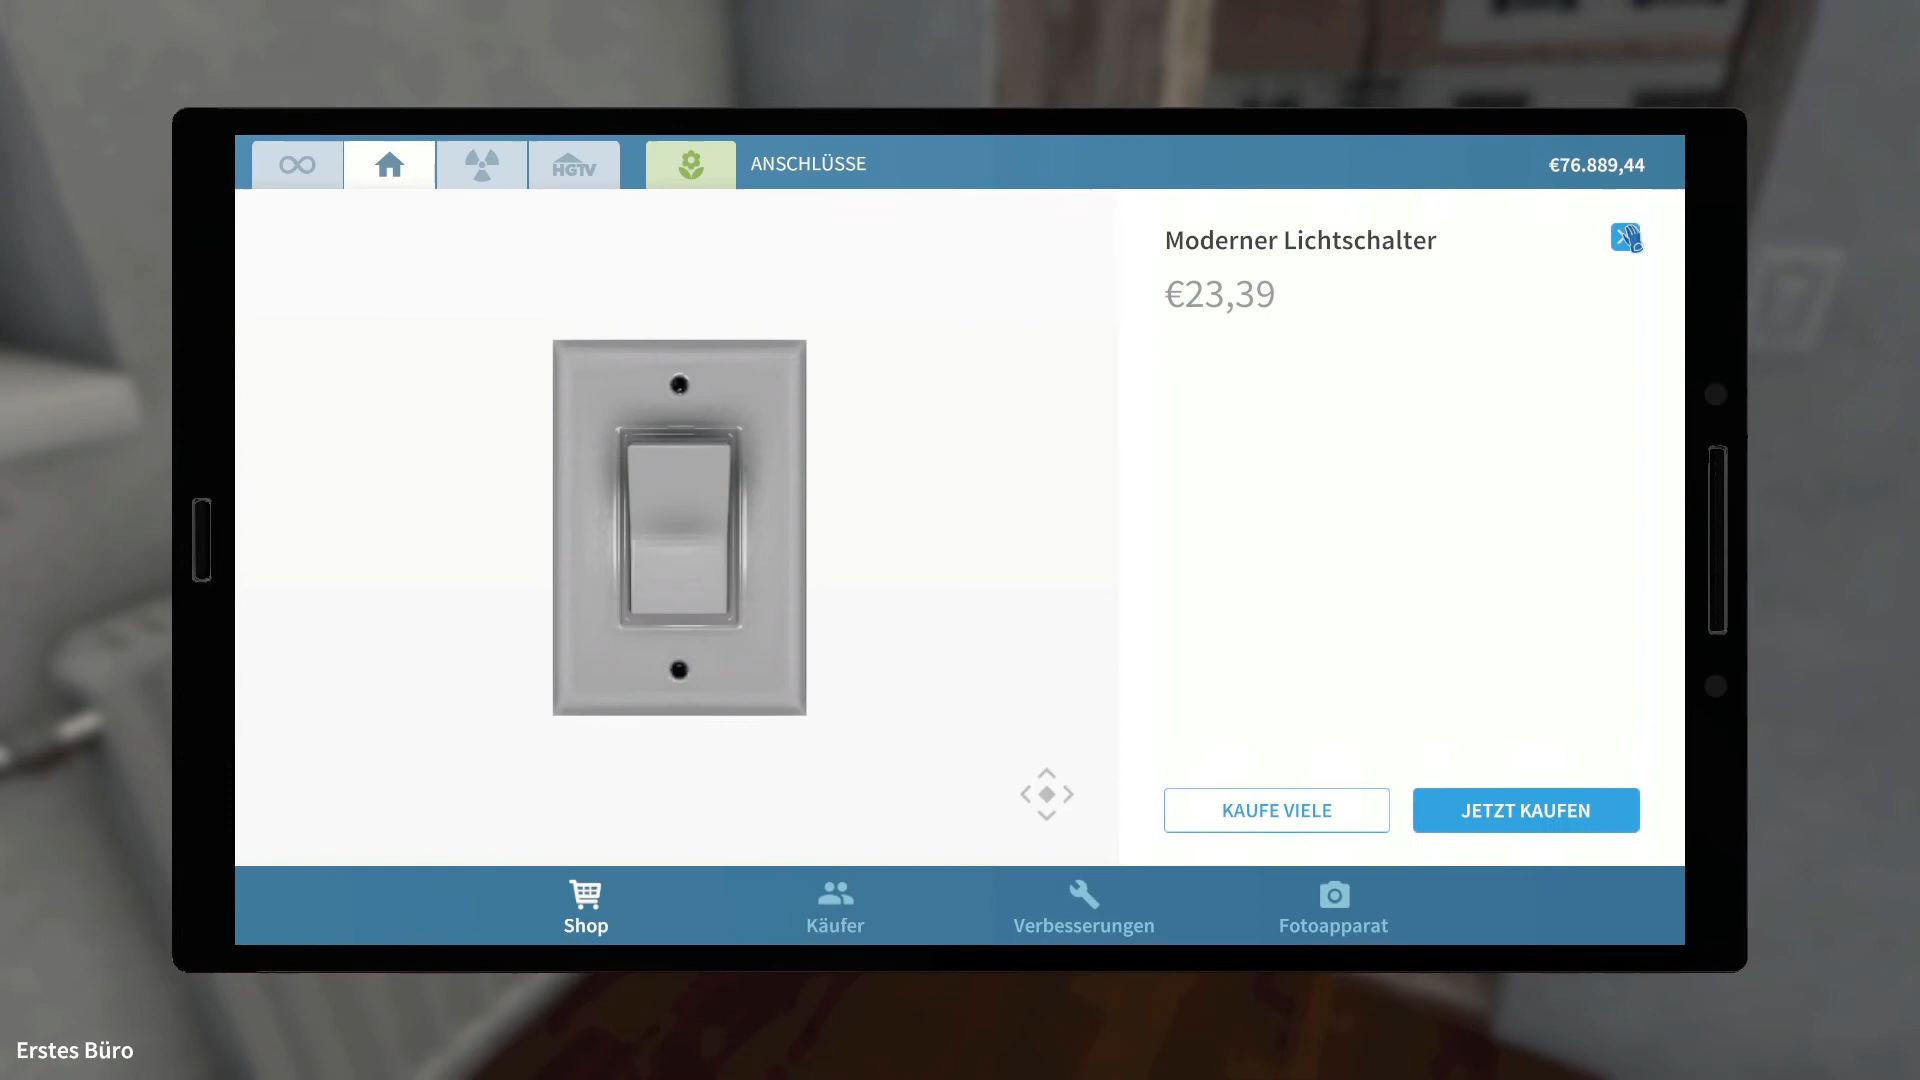 HGTV
ANSCHLÜSSE
€76.889,44
Moderner Lichtschalter
€23,39
KAUFE VIELE
JETZT KAUFEN
Shop
Käufer
Verbesserungen
Fotoapparat
Erstes Büro